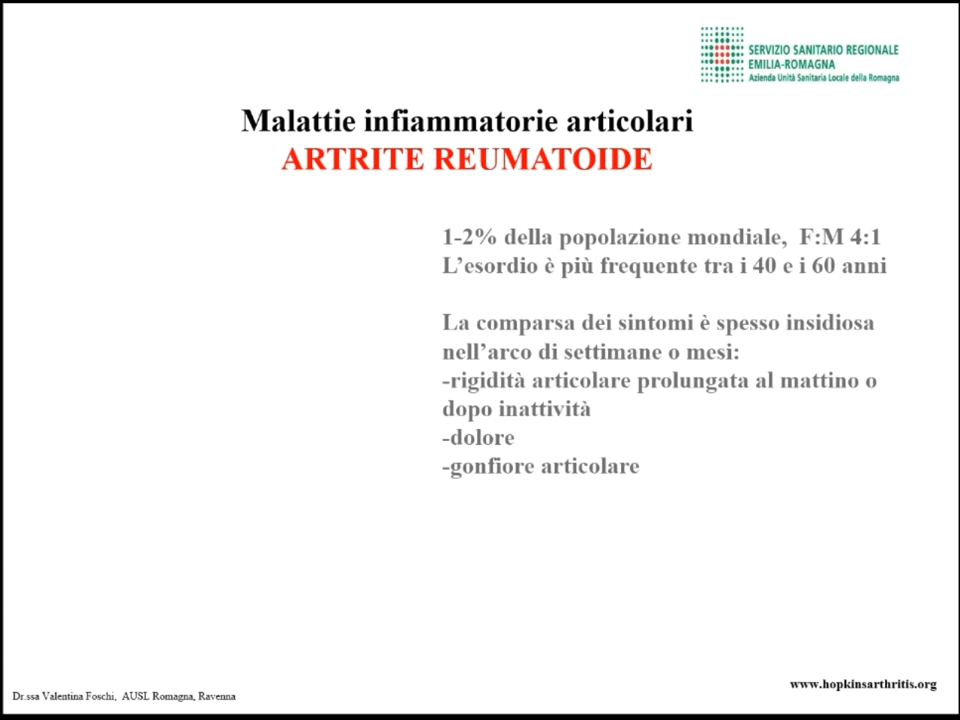 SERVIZIO SANITARIO REGIONALE
EMILIA-ROMAGNA
Azienda Unità Sanitaria Locale della Romagna
Malattie infiammatorie articolari
ARTRITE REUMATOIDE
1-2% della popolazione mondiale, F:M 4:1
L’esordio è più frequente tra i 40 e i 60 anni
La comparsa dei sintomi è spesso insidiosa
nell’arco di settimane o mesi:
-rigidità articolare prolungata al mattino o
dopo inattività
-dolore
-gonfiore articolare
www.hopkinsarthritis.org
Dr.ssa Valentina Foschi, AUSL Romagna, Ravenna